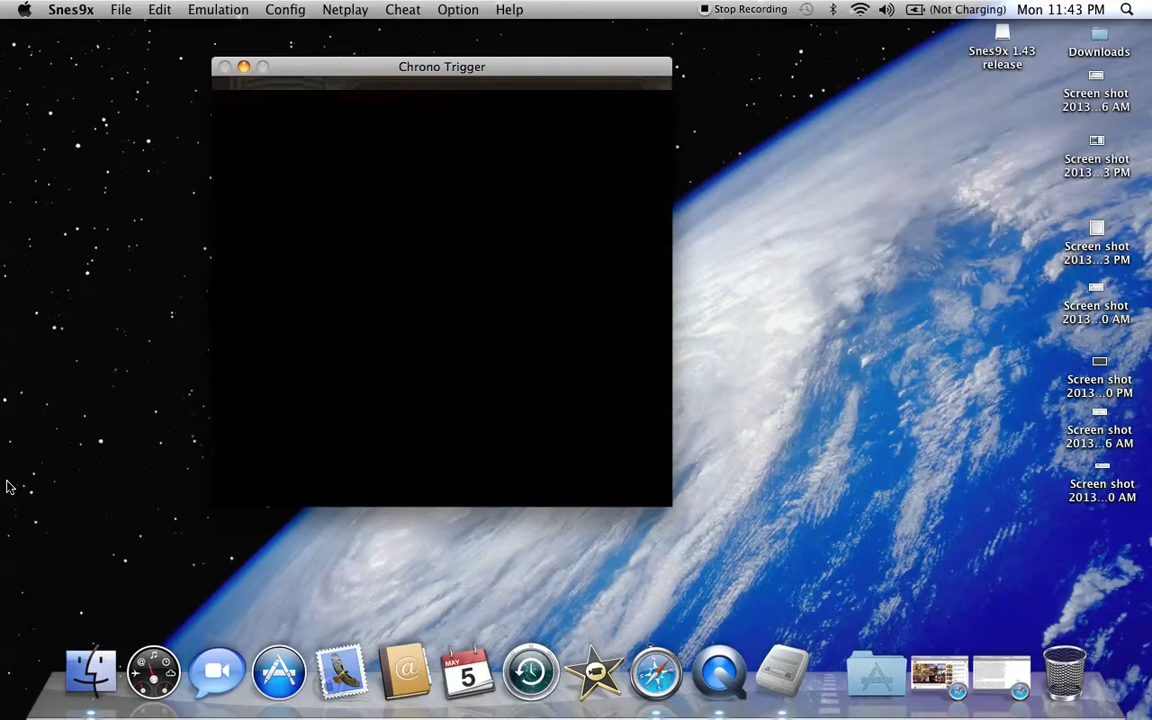 Snes9x File Edit Emulation Config Netplay Cheat Option Help Stop Recording (Not Charging) Mon 11:43 PM
Chrono Trigger
Snes9x 1.43
release
Downloads
Screen shot
2013...6 AM
Screen shot
2013...3 PM
Screen shot
2013...3 PM
Screen shot
2013...0 AM
Screen shot
2013...0 PM
Screen shot
2013...6 AM
Screen shot
2013...0 AM
MAY
5